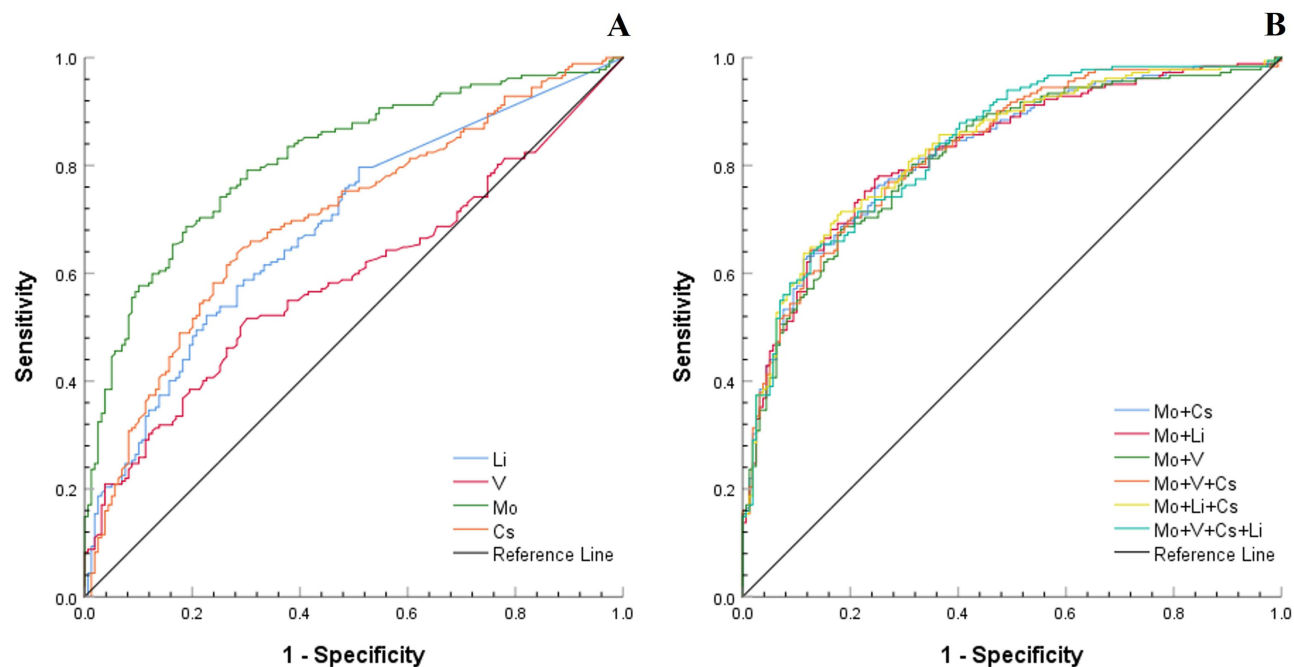 A
1.0
0.8
0.6
0.4
0.2
0.0
Sensitivity
0.0 0.2 0.4 0.6 0.8 1.0
1 - Specificity
Li
V
Mo
Cs
Reference Line
B
1.0
0.8
0.6
0.4
0.2
0.0
Sensitivity
0.0 0.2 0.4 0.6 0.8 1.0
1 - Specificity
Mo+Cs
Mo+Li
Mo+V
Mo+V+Cs
Mo+Li+Cs
Mo+V+Cs+Li
Reference Line